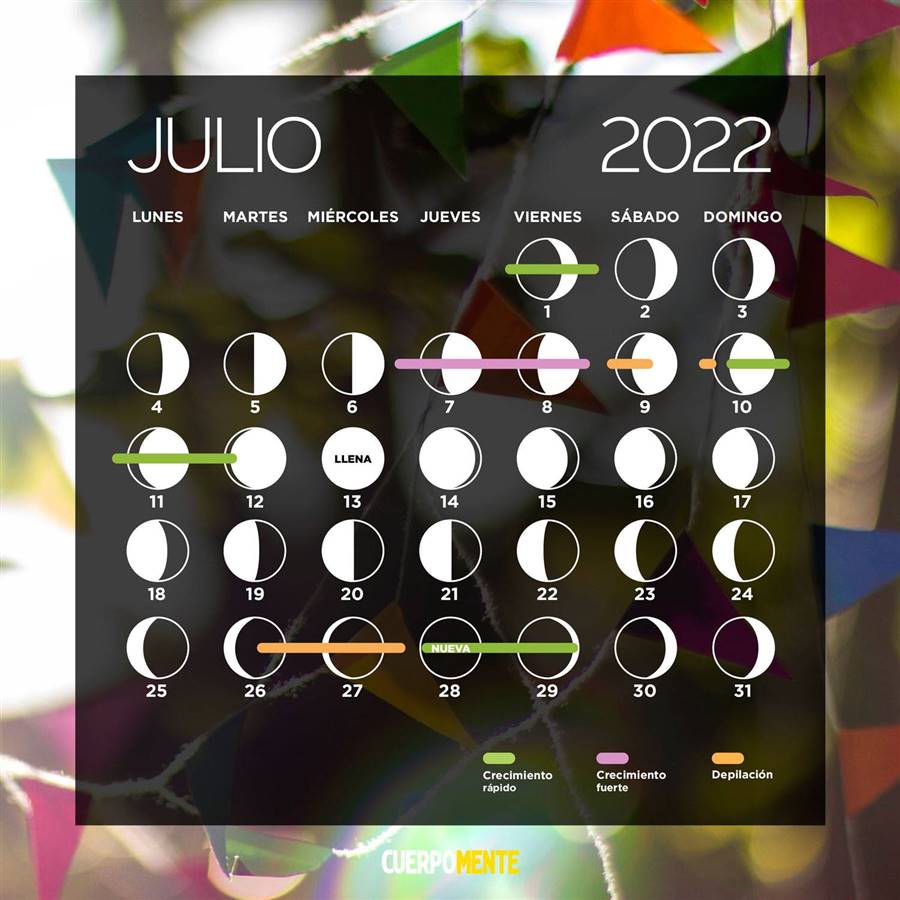 JULIO 2022
LUNES MARTES MIÉRCOLES JUEVES VIERNES SÁBADO DOMINGO
1 2 3
4 5 6 7 8 9 10
LLENA
11 12 13 14 15 16 17
18 19 20 21 22 23 24
NUEVA
25 26 27 28 29 30 31
Crecimiento rápido
Crecimiento fuerte
Depilación
CUERPOMENTE